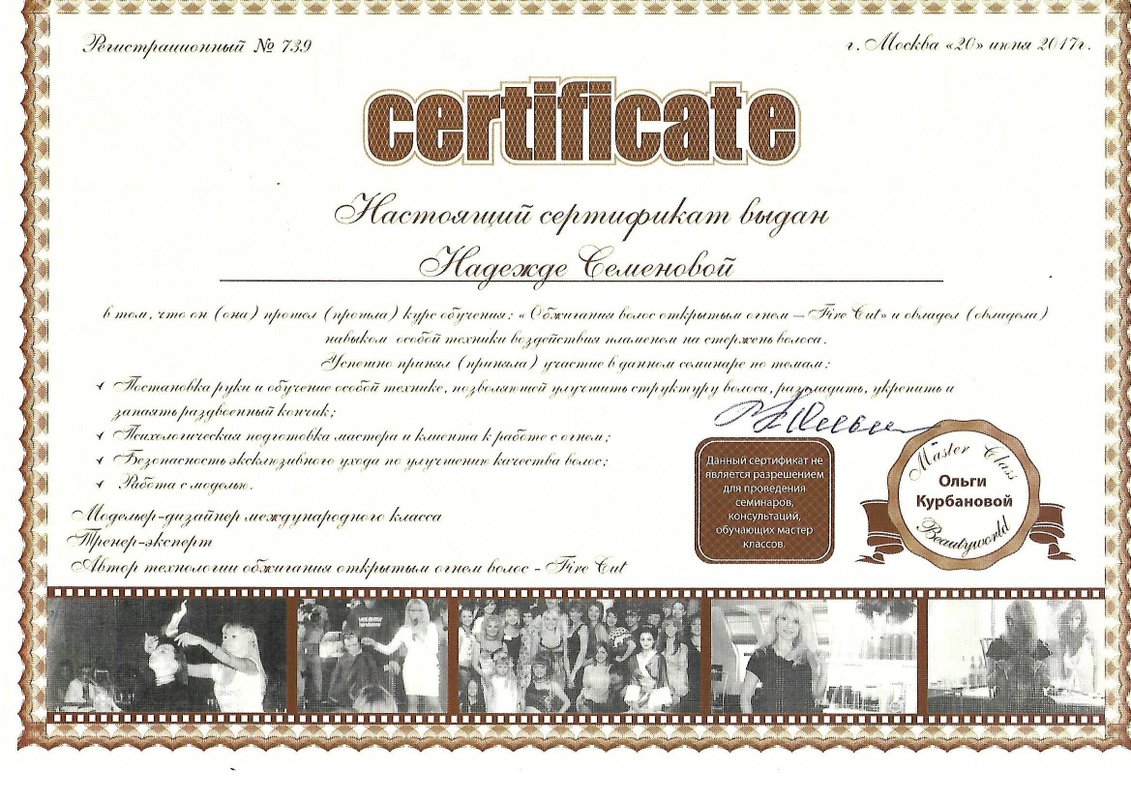 Регистрационный № 739
г. Москва «20» июня 2017г.
certificate
Настоящий сертификат выдан
Надежде Семеновой
в том, что он (она) прошел (прошла) курс обучения: «Обжигания волос открытым огнем – Fire Cut» и овладел (овладела)
навыком особой техники воздействия пламенем на стержень волоса.
Успешно принял (приняла) участие в данном семинаре по темам:
Постановка руки и обучение особой технике, позволяющей улучшить структуру волоса, разгладить, укрепить и
запаять раздвоенный кончик;
Психологическая подготовка мастера и клиента к работе с огнем;
Безопасность эксклюзивного ухода по улучшению качества волос;
Работа с моделью.
Модельер-дизайнер международного класса
Тренер-эксперт
Автор технологии обжигания открытым огнем волос - Fire Cut
Данный сертификат не
является разрешением
для проведения
семинаров,
консультаций,
обучающих мастер
классов.
Master Class
Ольги
Курбановой
Beautyworld